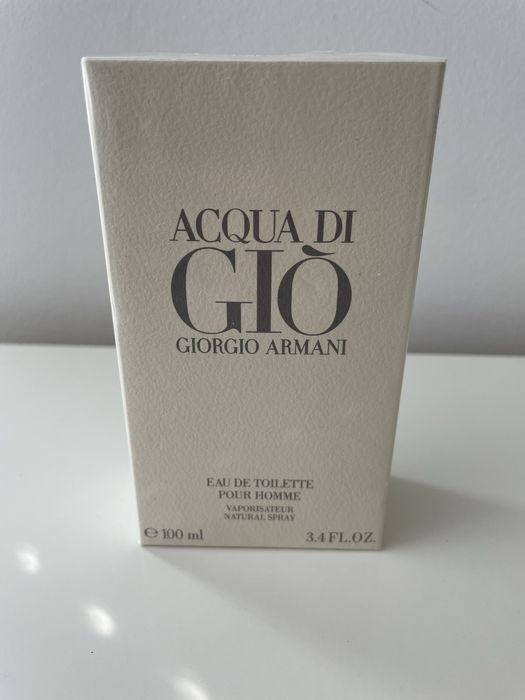 ACQUA DI
GIÒ
GIORGIO ARMANI
EAU DE TOILETTE
POUR HOMME
VAPORISATEUR
NATURAL SPRAY
℮ 100 ml 3.4 FL.OZ.